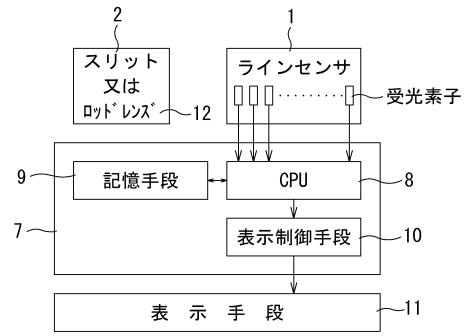 2
1
スリット
又は
ロッドレンズ
12
ラインセンサ
受光素子
9
記憶手段
CPU
8
7
表示制御手段
10
表示手段
11